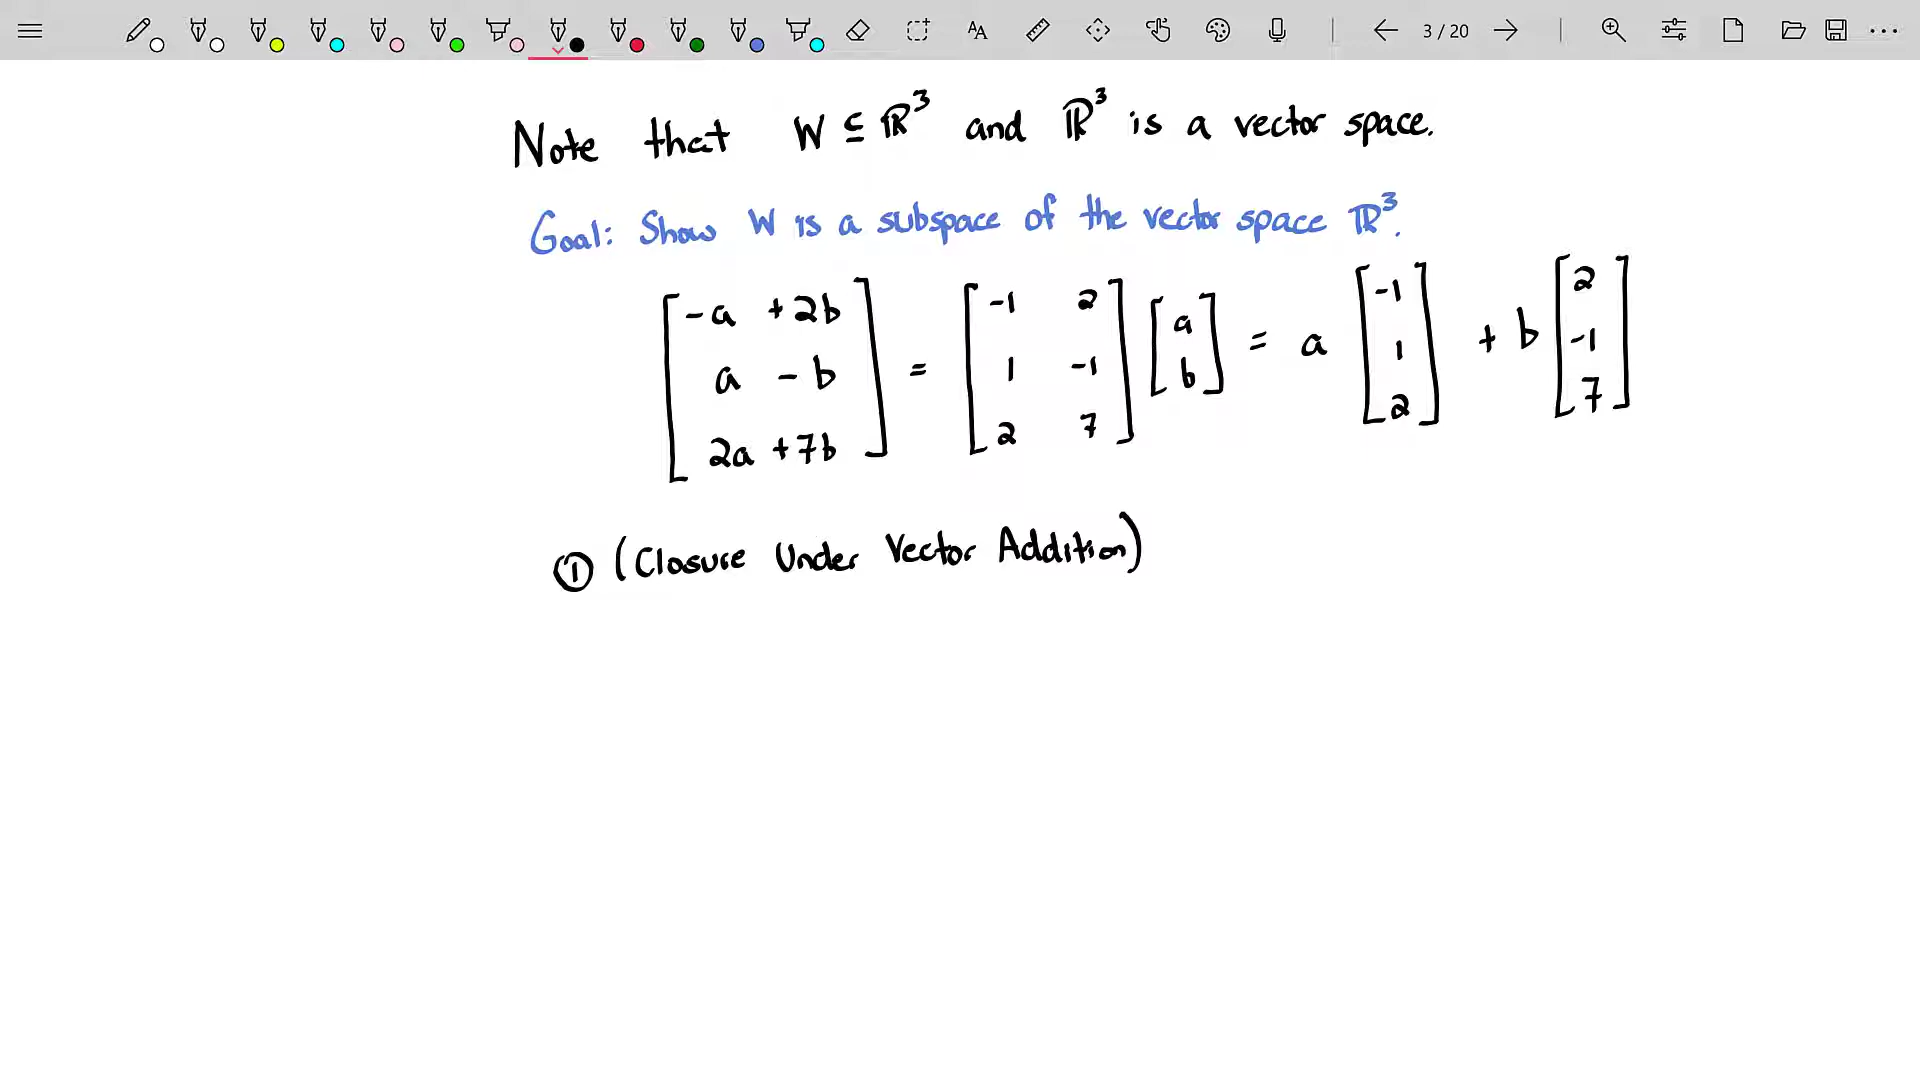 3 / 20
Note that W ⊆ ℝ³ and ℝ³ is a vector space.
Goal: Show W is a subspace of the vector space ℝ³.
[-a + 2b; a - b; 2a + 7b] = [-1 2; 1 -1; 2 7] [a; b] = a [-1; 1; 2] + b [2; -1; 7]
① (Closure Under Vector Addition)